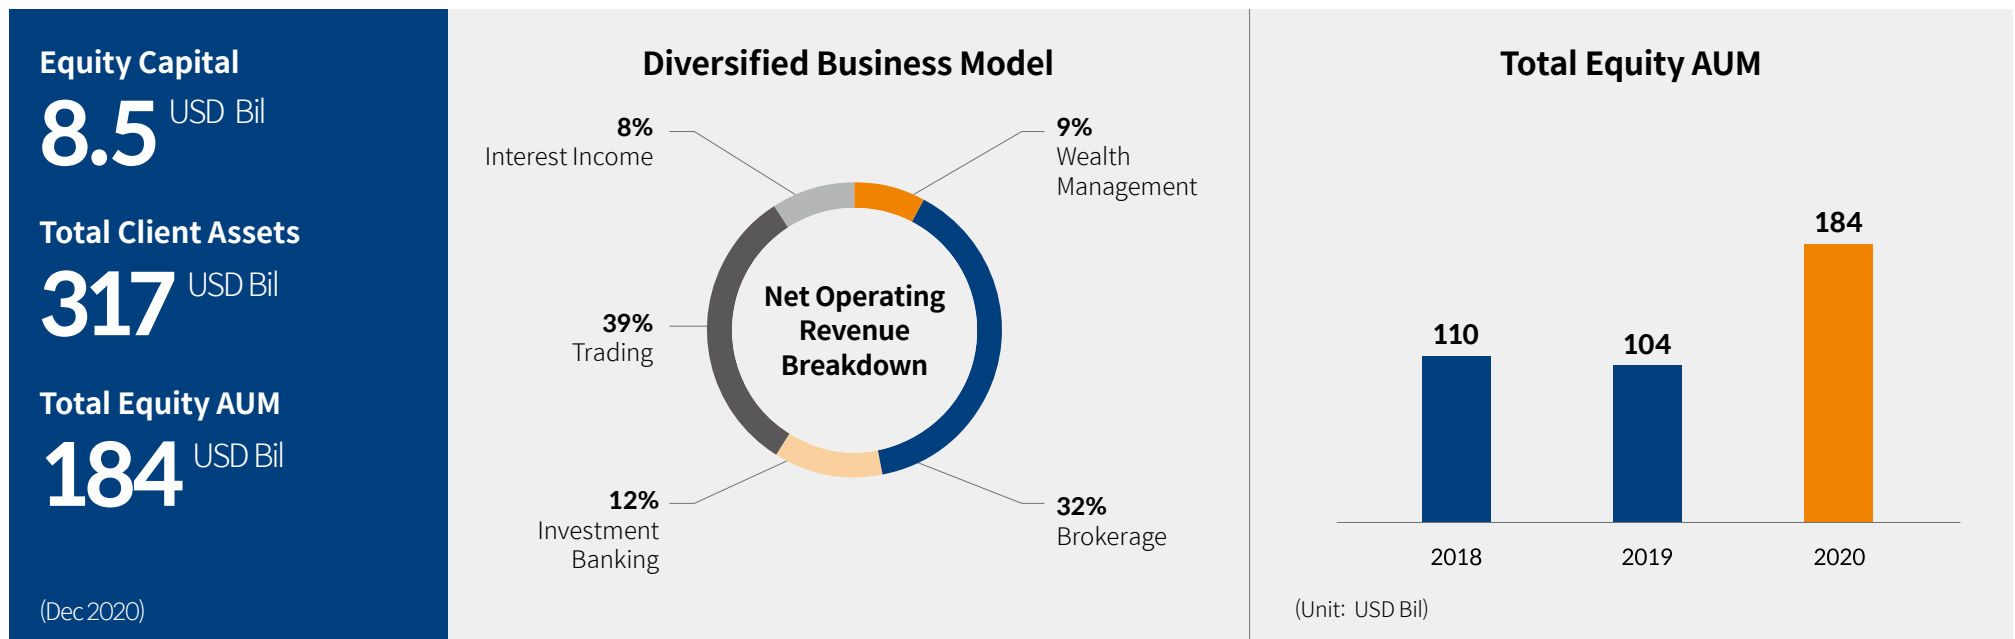 Equity Capital
8.5 USD Bil
Total Client Assets
317 USD Bil
Total Equity AUM
184 USD Bil
(Dec 2020)
Diversified Business Model
8%
Interest Income
9%
Wealth
Management
39%
Trading
Net Operating
Revenue
Breakdown
12%
Investment
Banking
32%
Brokerage
Total Equity AUM
110
104
184
2018
2019
2020
(Unit: USD Bil)